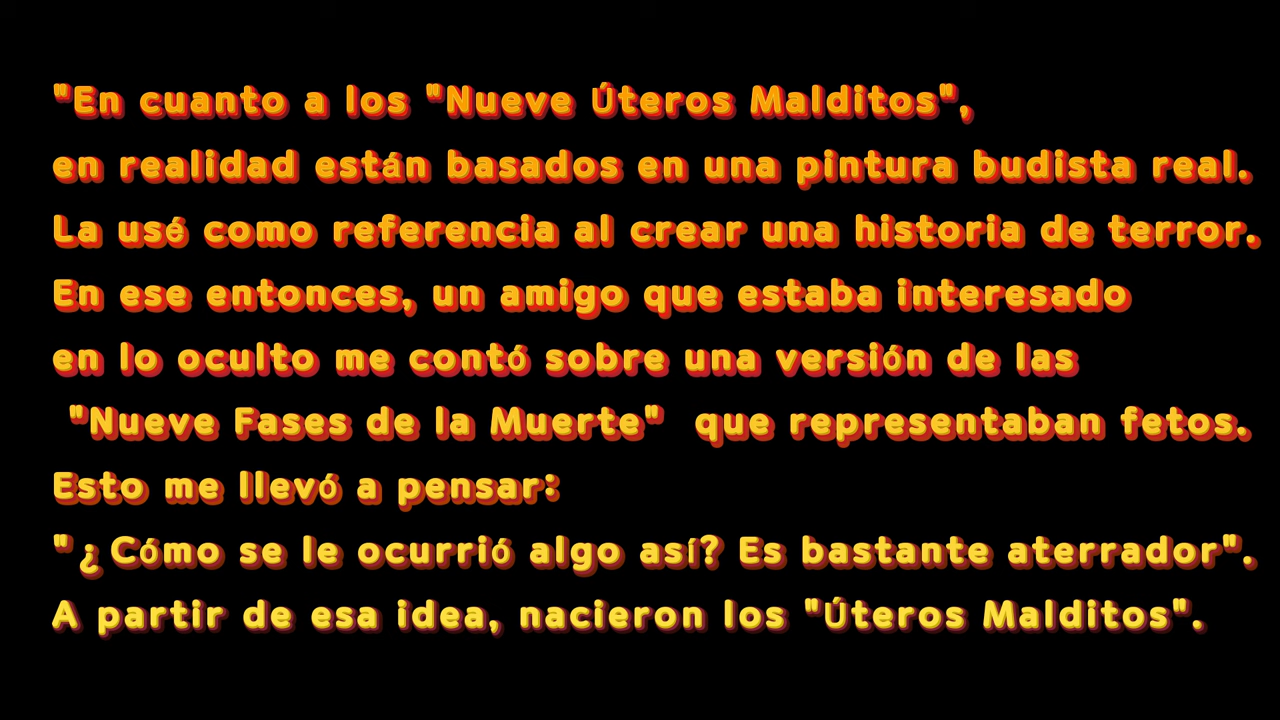 "En cuanto a los "Nueve Úteros Malditos",
en realidad están basados en una pintura budista real.
La usé como referencia al crear una historia de terror.
En ese entonces, un amigo que estaba interesado
en lo oculto me contó sobre una versión de las
"Nueve Fases de la Muerte"  que representaban fetos.
Esto me llevó a pensar:
"¿Cómo se le ocurrió algo así? Es bastante aterrador".
A partir de esa idea, nacieron los "Úteros Malditos".